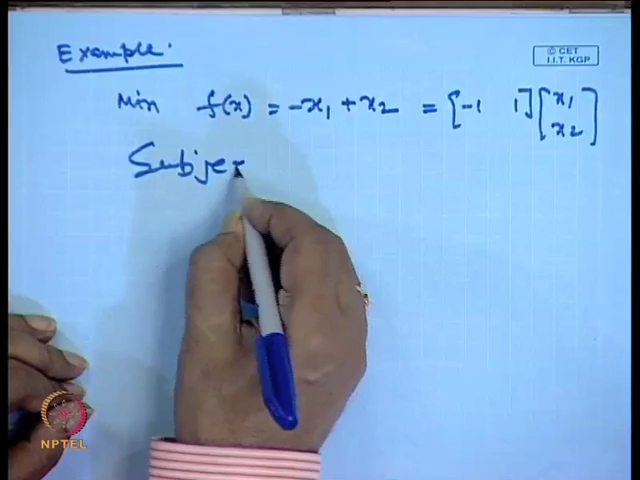 Example:
© CET
I.I.T. KGP
Min f(x) = -x₁ + x₂ = [-1 1] [x₁ x₂]
Subjec
NPTEL